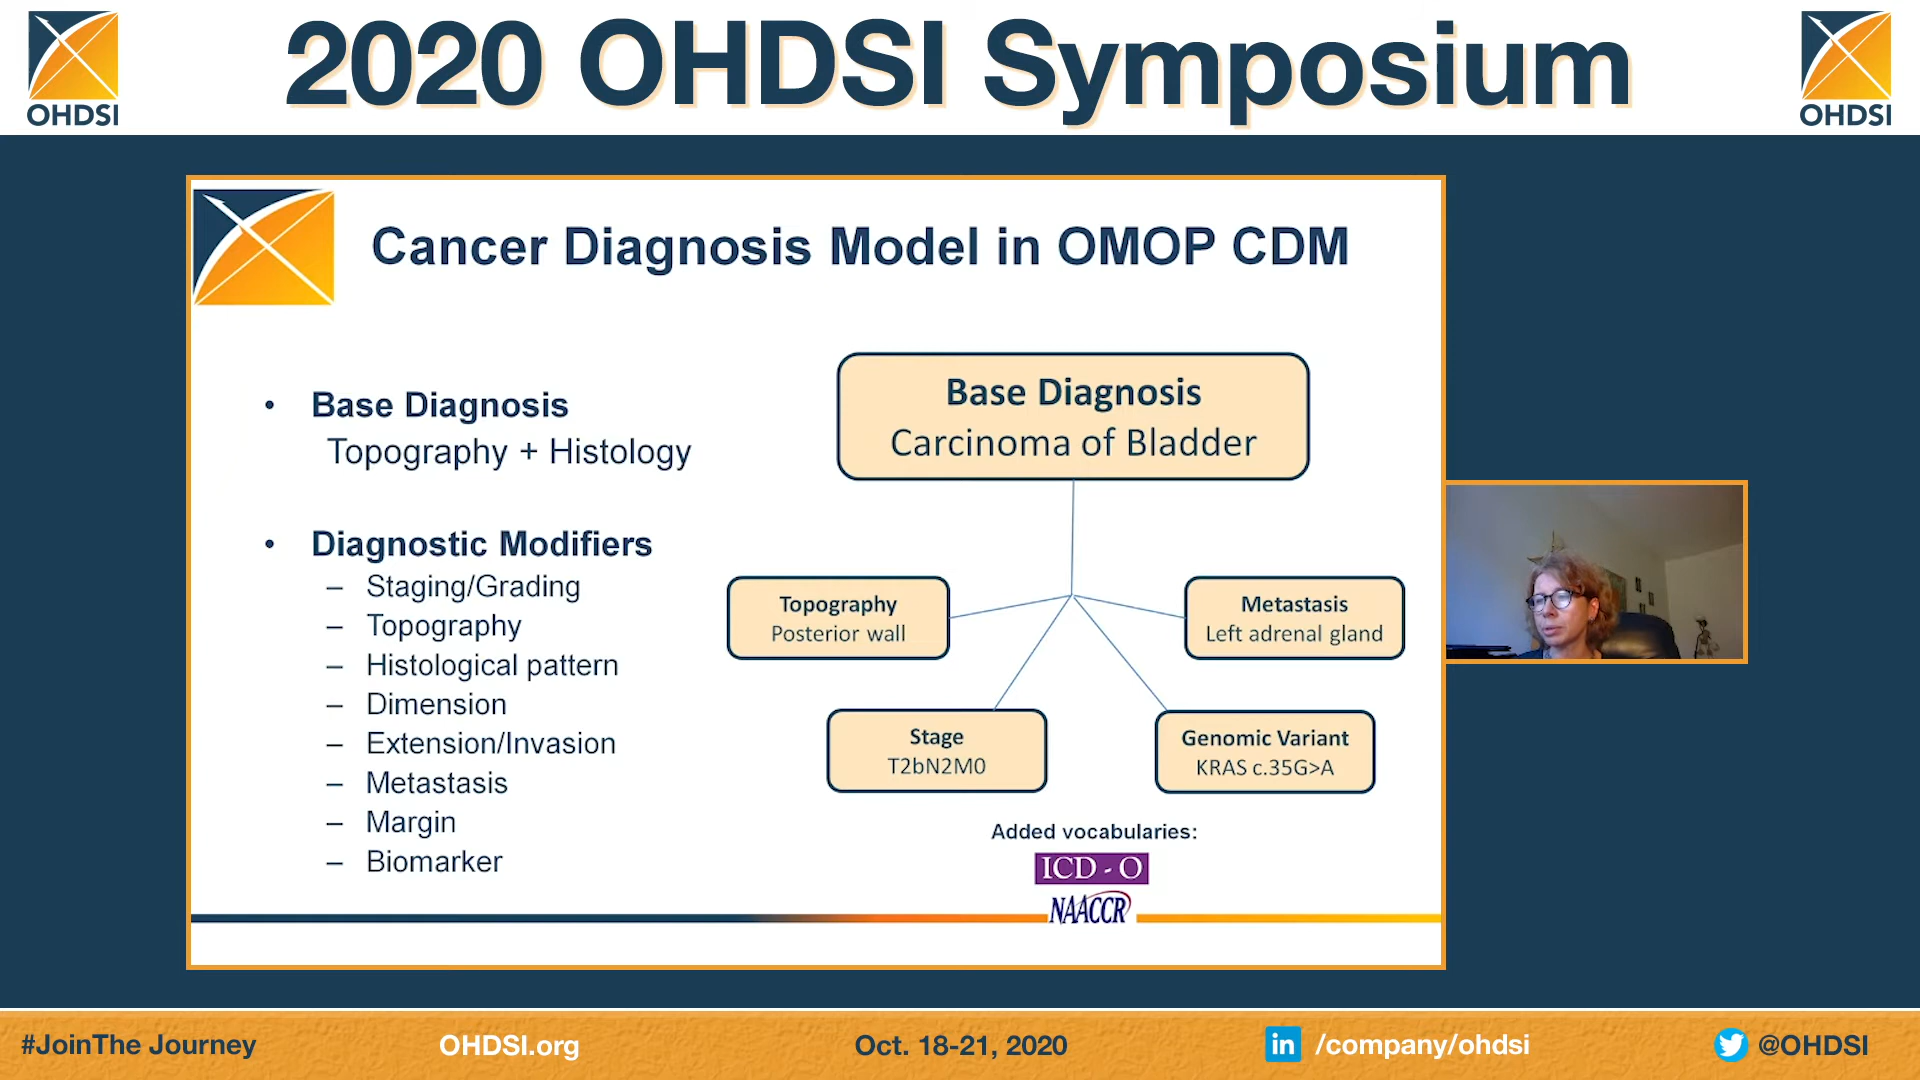 2020 OHDSI Symposium
OHDSI
OHDSI
Cancer Diagnosis Model in OMOP CDM
• Base Diagnosis
Topography + Histology
• Diagnostic Modifiers
– Staging/Grading
– Topography
– Histological pattern
– Dimension
– Extension/Invasion
– Metastasis
– Margin
– Biomarker
Base Diagnosis
Carcinoma of Bladder
Topography
Posterior wall
Metastasis
Left adrenal gland
Stage
T2bN2M0
Genomic Variant
KRAS c.35G>A
Added vocabularies:
ICD - O
NAACCR
#JoinThe Journey
OHDSI.org
Oct. 18-21, 2020
in /company/ohdsi
@OHDSI